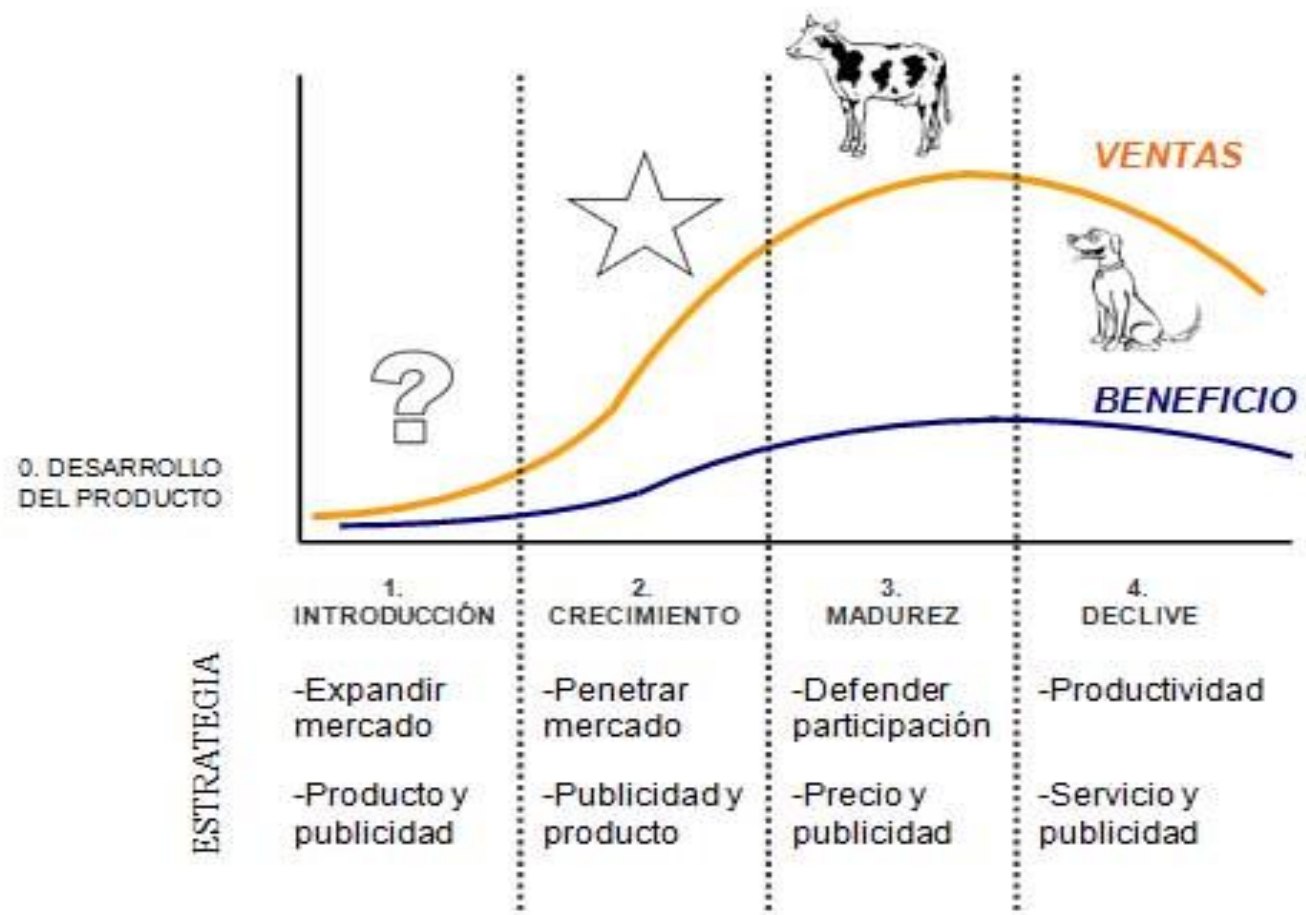 VENTAS
?
BENEFICIO
0. DESARROLLO
DEL PRODUCTO
1.
INTRODUCCIÓN
2.
CRECIMIENTO
3.
MADUREZ
4.
DECLIVE
ESTRATEGIA
-Expandir
mercado
-Producto y
publicidad
-Penetrar
mercado
-Publicidad y
producto
-Defender
participación
-Precio y
publicidad
-Productividad
-Servicio y
publicidad